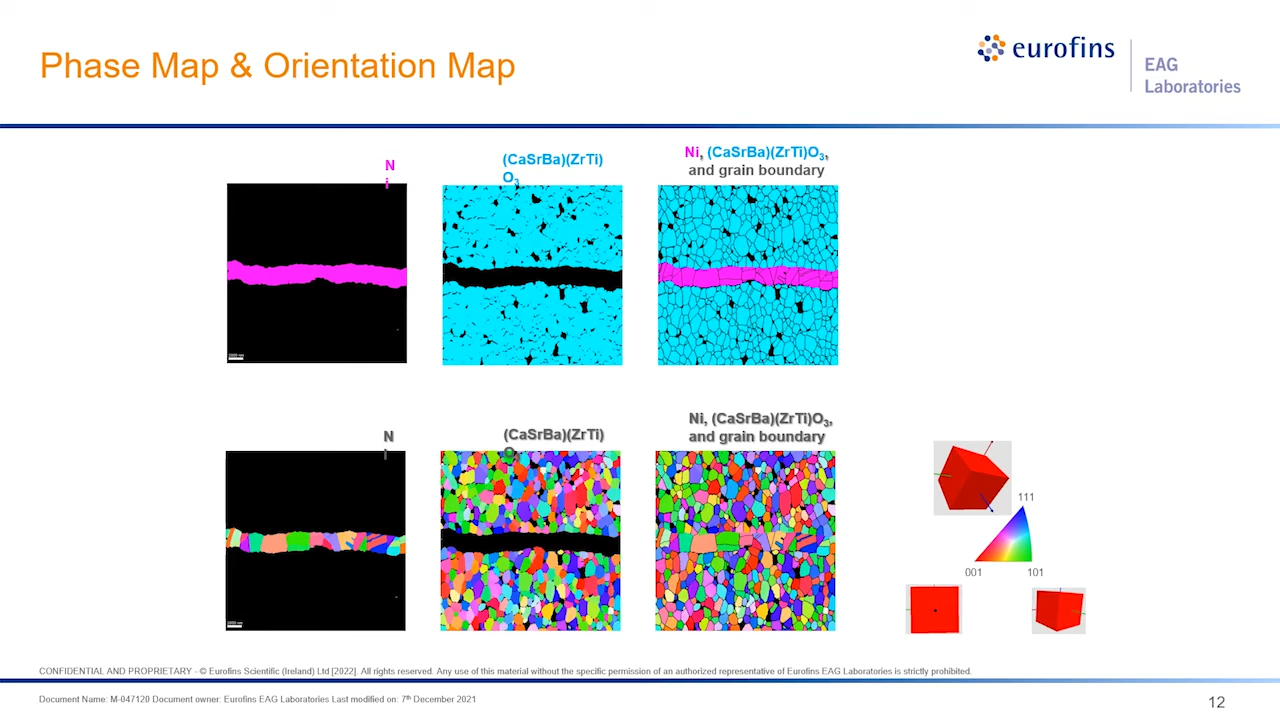 Phase Map & Orientation Map
eurofins
EAG
Laboratories
N
i
(CaSrBa)(ZrTi)
O3
Ni, (CaSrBa)(ZrTi)O3,
and grain boundary
N
i
(CaSrBa)(ZrTi)
O
Ni, (CaSrBa)(ZrTi)O3,
and grain boundary
111
001
101
CONFIDENTIAL AND PROPRIETARY - © Eurofins Scientific (Ireland) Ltd [2022]. All rights reserved. Any use of this material without the specific permission of an authorized representative of Eurofins EAG Laboratories is strictly prohibited.
Document Name: M-047120 Document owner: Eurofins EAG Laboratories Last modified on: 7th December 2021
12